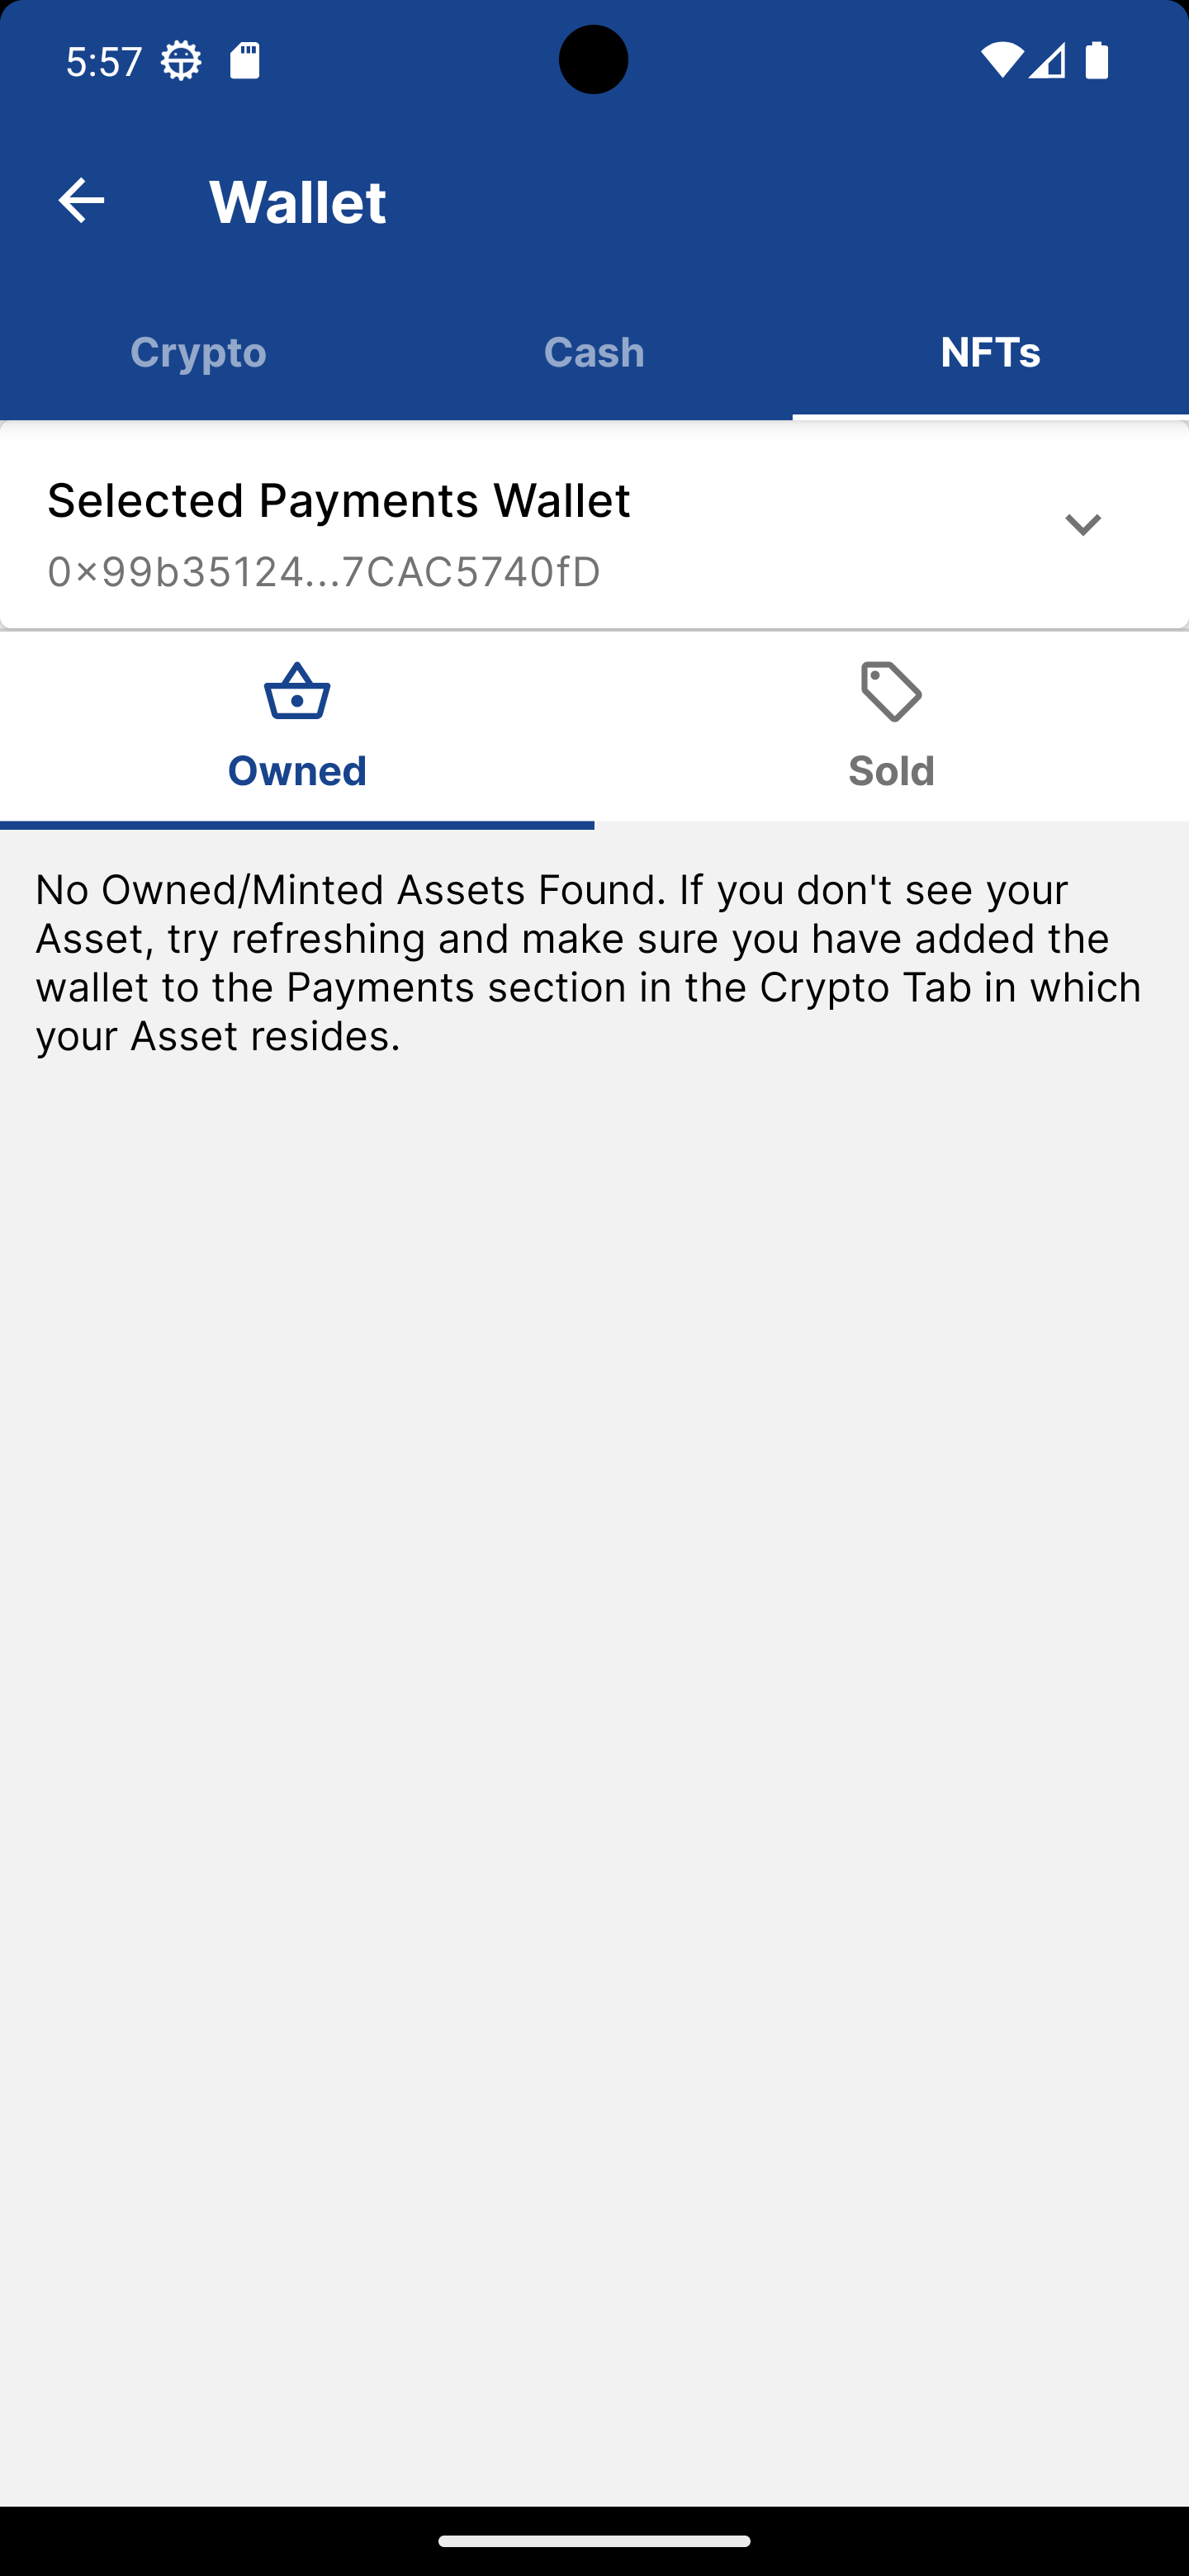 5:57
Wallet
Crypto
Cash
NFTs
Selected Payments Wallet
0×99b35124...7CAC5740fD
Owned
Sold
No Owned/Minted Assets Found. If you don't see your
Asset, try refreshing and make sure you have added the
wallet to the Payments section in the Crypto Tab in which
your Asset resides.